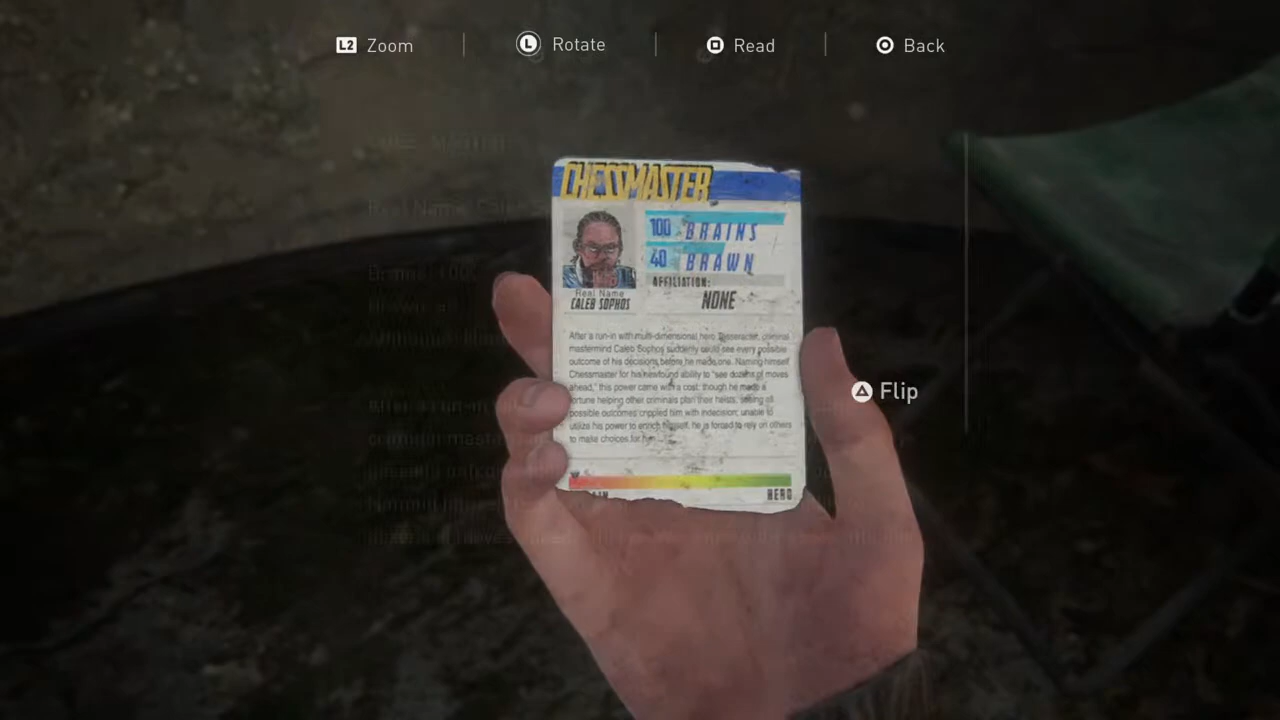 L2 Zoom
L Rotate
Read
Back
CHESSMASTER
100 BRAINS
40 BRAWN
AFFILIATION:
NONE
Real Name
CALEB SOPHOS
After a run-in with multi-dimensional hero Tesseracter, criminal
mastermind Caleb Sophos suddenly could see every possible
outcome of his decisions before he made one. Naming himself
Chessmaster for his newfound ability to "see dozens of moves
ahead," this power came with a cost: though he made a
fortune helping other criminals plan their heists, seeing all
possible outcomes crippled him with indecision; unable to
utilize his power to enrich himself, he is forced to rely on others
to make choices for him.
HERO
Flip